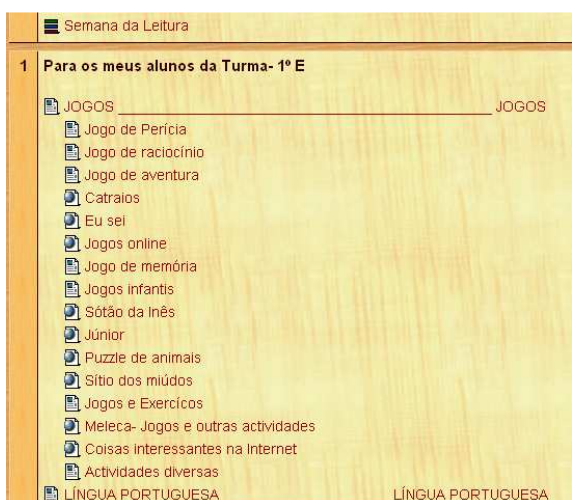 Semana da Leitura
1 Para os meus alunos da Turma- 1º E
JOGOS JOGOS
Jogo de Perícia
Jogo de raciocínio
Jogo de aventura
Catraios
Eu sei
Jogos online
Jogo de memória
Jogos infantis
Sótão da Inês
Júnior
Puzzle de animais
Sítio dos miúdos
Jogos e Exercícos
Meleca- Jogos e outras actividades
Coisas interessantes na Internet
Actividades diversas
LÍNGUA PORTUGUESA LÍNGUA PORTUGUESA